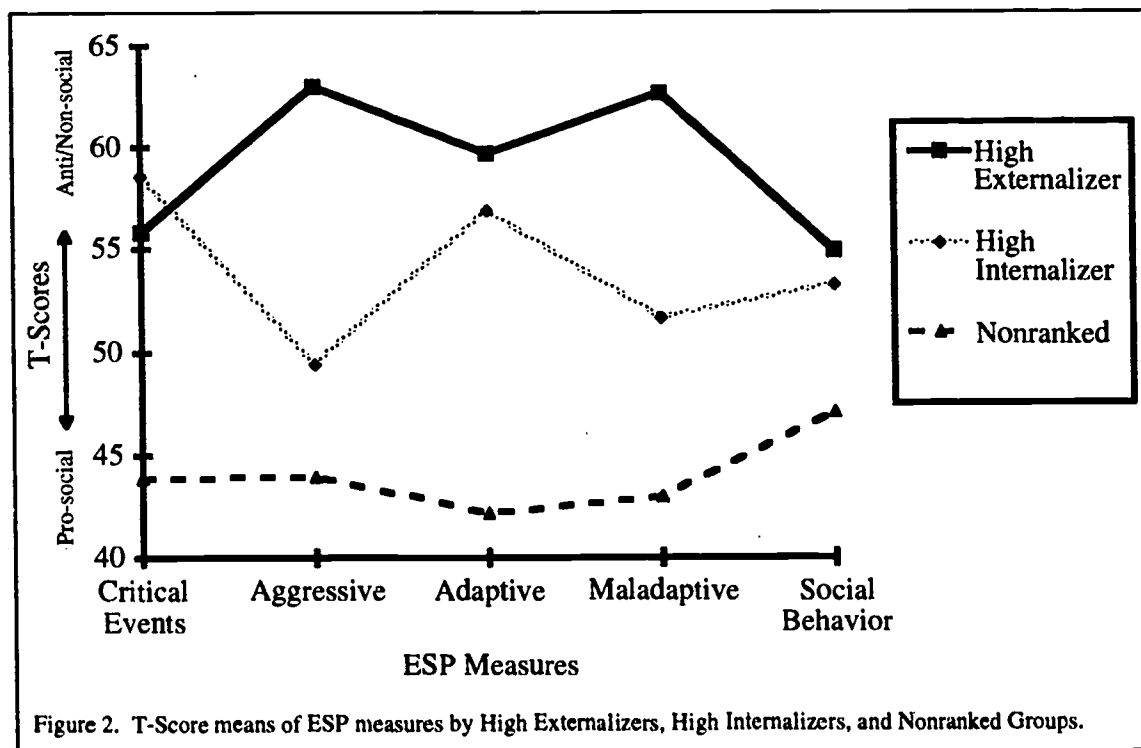 65
60
55
50
45
40
Anti/Non-social
T-Scores
Pro-social
Critical
Events
Aggressive
Adaptive
Maladaptive
Social
Behavior
ESP Measures
High
Externalizer
High
Internalizer
Nonranked
Figure 2. T-Score means of ESP measures by High Externalizers, High Internalizers, and Nonranked Groups.